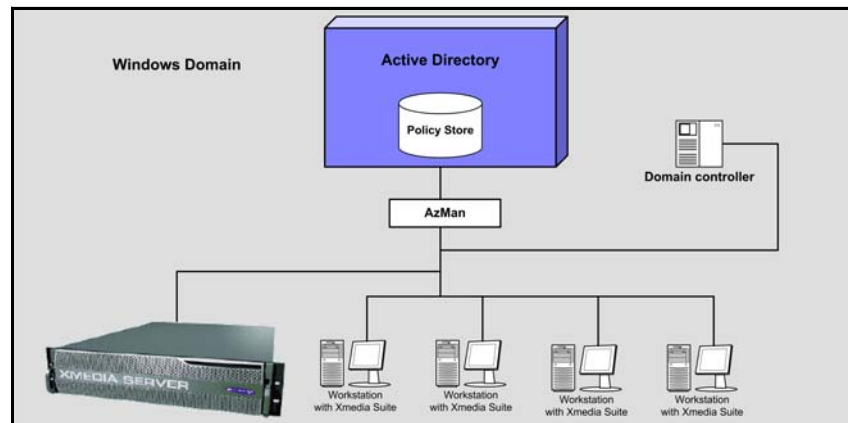 Windows Domain
Active Directory
Policy Store
Domain controller
AzMan
XMEDIA SERVER
Workstation
with Xmedia Suite
Workstation
with Xmedia Suite
Workstation
with Xmedia Suite
Workstation
with Xmedia Suite